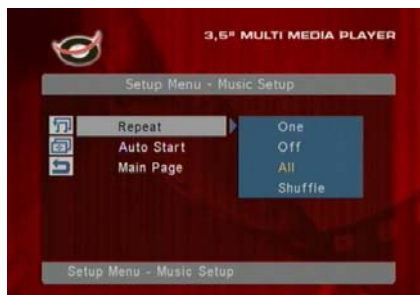 3,5" MULTI MEDIA PLAYER
Setup Menu - Music Setup
Repeat
One
Auto Start
Off
Main Page
All
Shuffle
Setup Menu - Music Setup